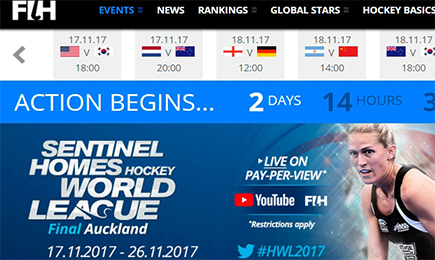 FIH
EVENTS NEWS RANKINGS GLOBAL STARS HOCKEY BASICS
17.11.17 17.11.17 18.11.17 18.11.17 18.11.17
V V V V V
18:00 20:00 12:00 14:00 18:00
ACTION BEGINS... 2 DAYS 14 HOURS 3
SENTINEL
HOMES HOCKEY
WORLD
LEAGUE
Final Auckland
17.11.2017 - 26.11.2017
LIVE ON
PAY-PER-VIEW*
YouTube FIH
*Restrictions apply
#HWL2017